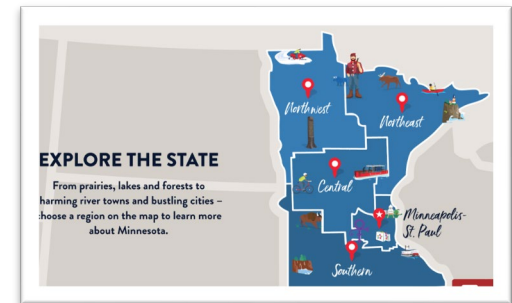 EXPLORE THE STATE
From prairies, lakes and forests to
harming river towns and bustling cities –
hoose a region on the map to learn more
about Minnesota.
Northwest
Northeast
Central
Minneapolis-
St. Paul
Southern